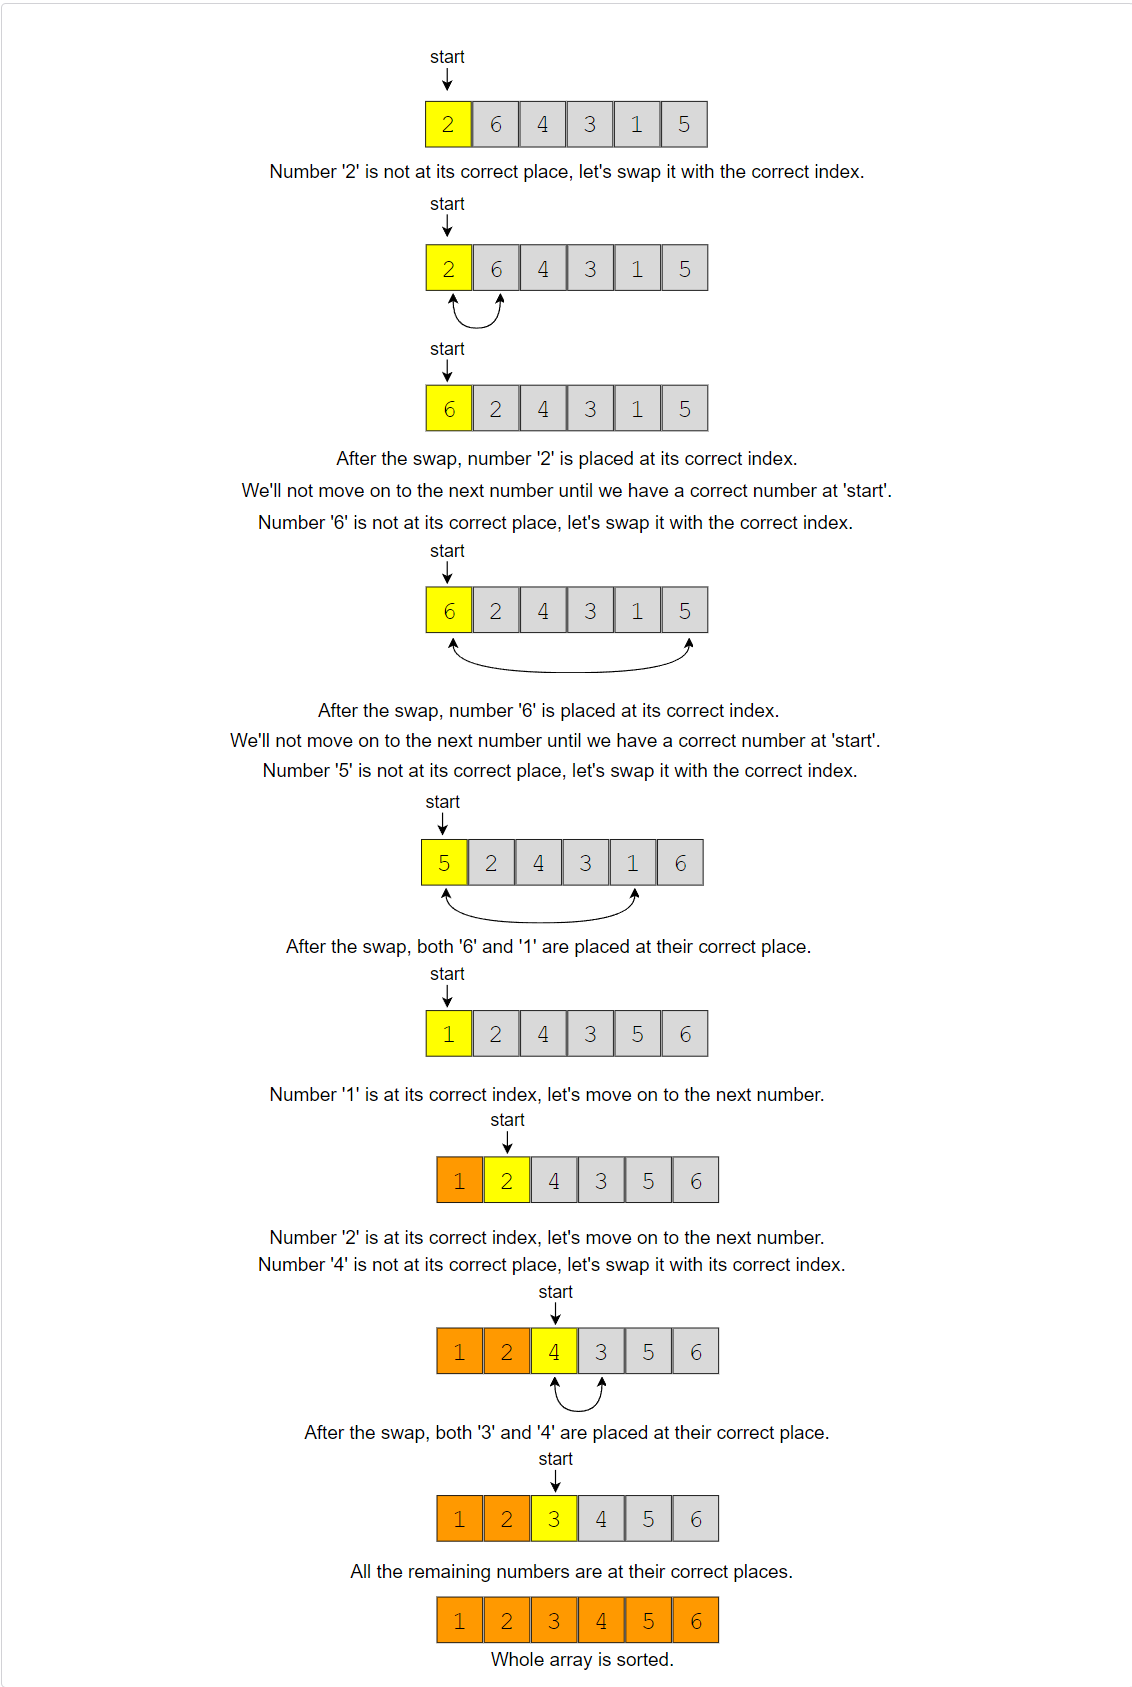 start
2 6 4 3 1 5
Number '2' is not at its correct place, let's swap it with the correct index.
start
2 6 4 3 1 5
start
6 2 4 3 1 5
After the swap, number '2' is placed at its correct index.
We'll not move on to the next number until we have a correct number at 'start'.
Number '6' is not at its correct place, let's swap it with the correct index.
start
6 2 4 3 1 5
After the swap, number '6' is placed at its correct index.
We'll not move on to the next number until we have a correct number at 'start'.
Number '5' is not at its correct place, let's swap it with the correct index.
start
5 2 4 3 1 6
After the swap, both '6' and '1' are placed at their correct place.
start
1 2 4 3 5 6
Number '1' is at its correct index, let's move on to the next number.
start
1 2 4 3 5 6
Number '2' is at its correct index, let's move on to the next number.
Number '4' is not at its correct place, let's swap it with its correct index.
start
1 2 4 3 5 6
After the swap, both '3' and '4' are placed at their correct place.
start
1 2 3 4 5 6
All the remaining numbers are at their correct places.
1 2 3 4 5 6
Whole array is sorted.